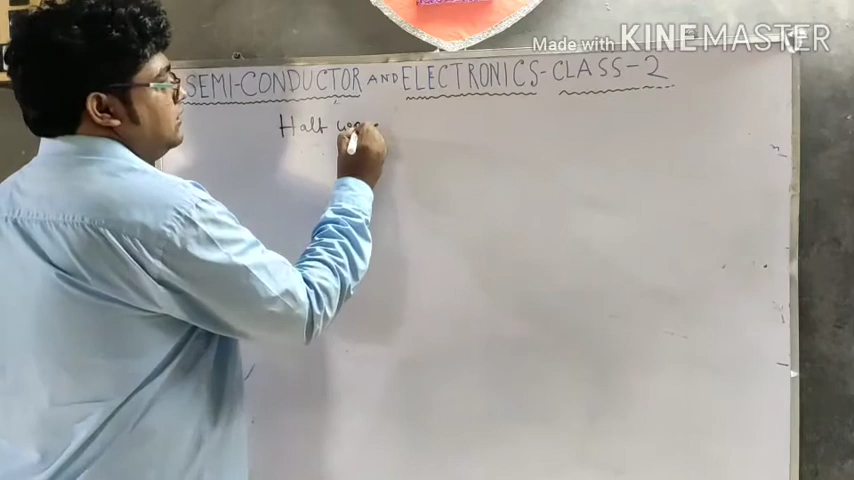 Made with KINEMASTER
SEMI-CONDUCTOR AND ELECTRONICS - CLASS - 2
Half